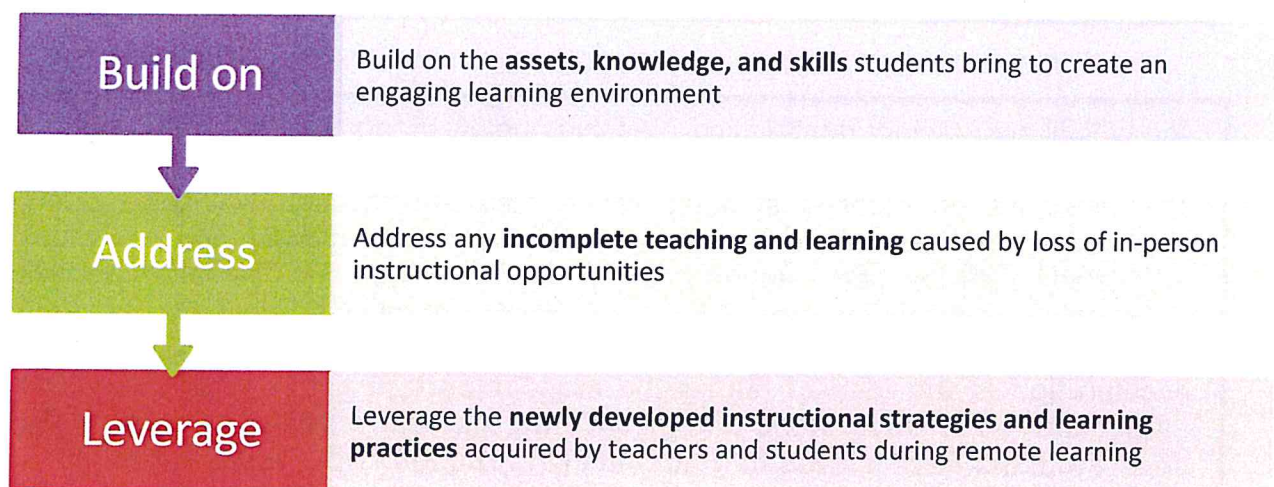 Build on
Build on the assets, knowledge, and skills students bring to create an
engaging learning environment
Address
Address any incomplete teaching and learning caused by loss of in-person
instructional opportunities
Leverage
Leverage the newly developed instructional strategies and learning
practices acquired by teachers and students during remote learning